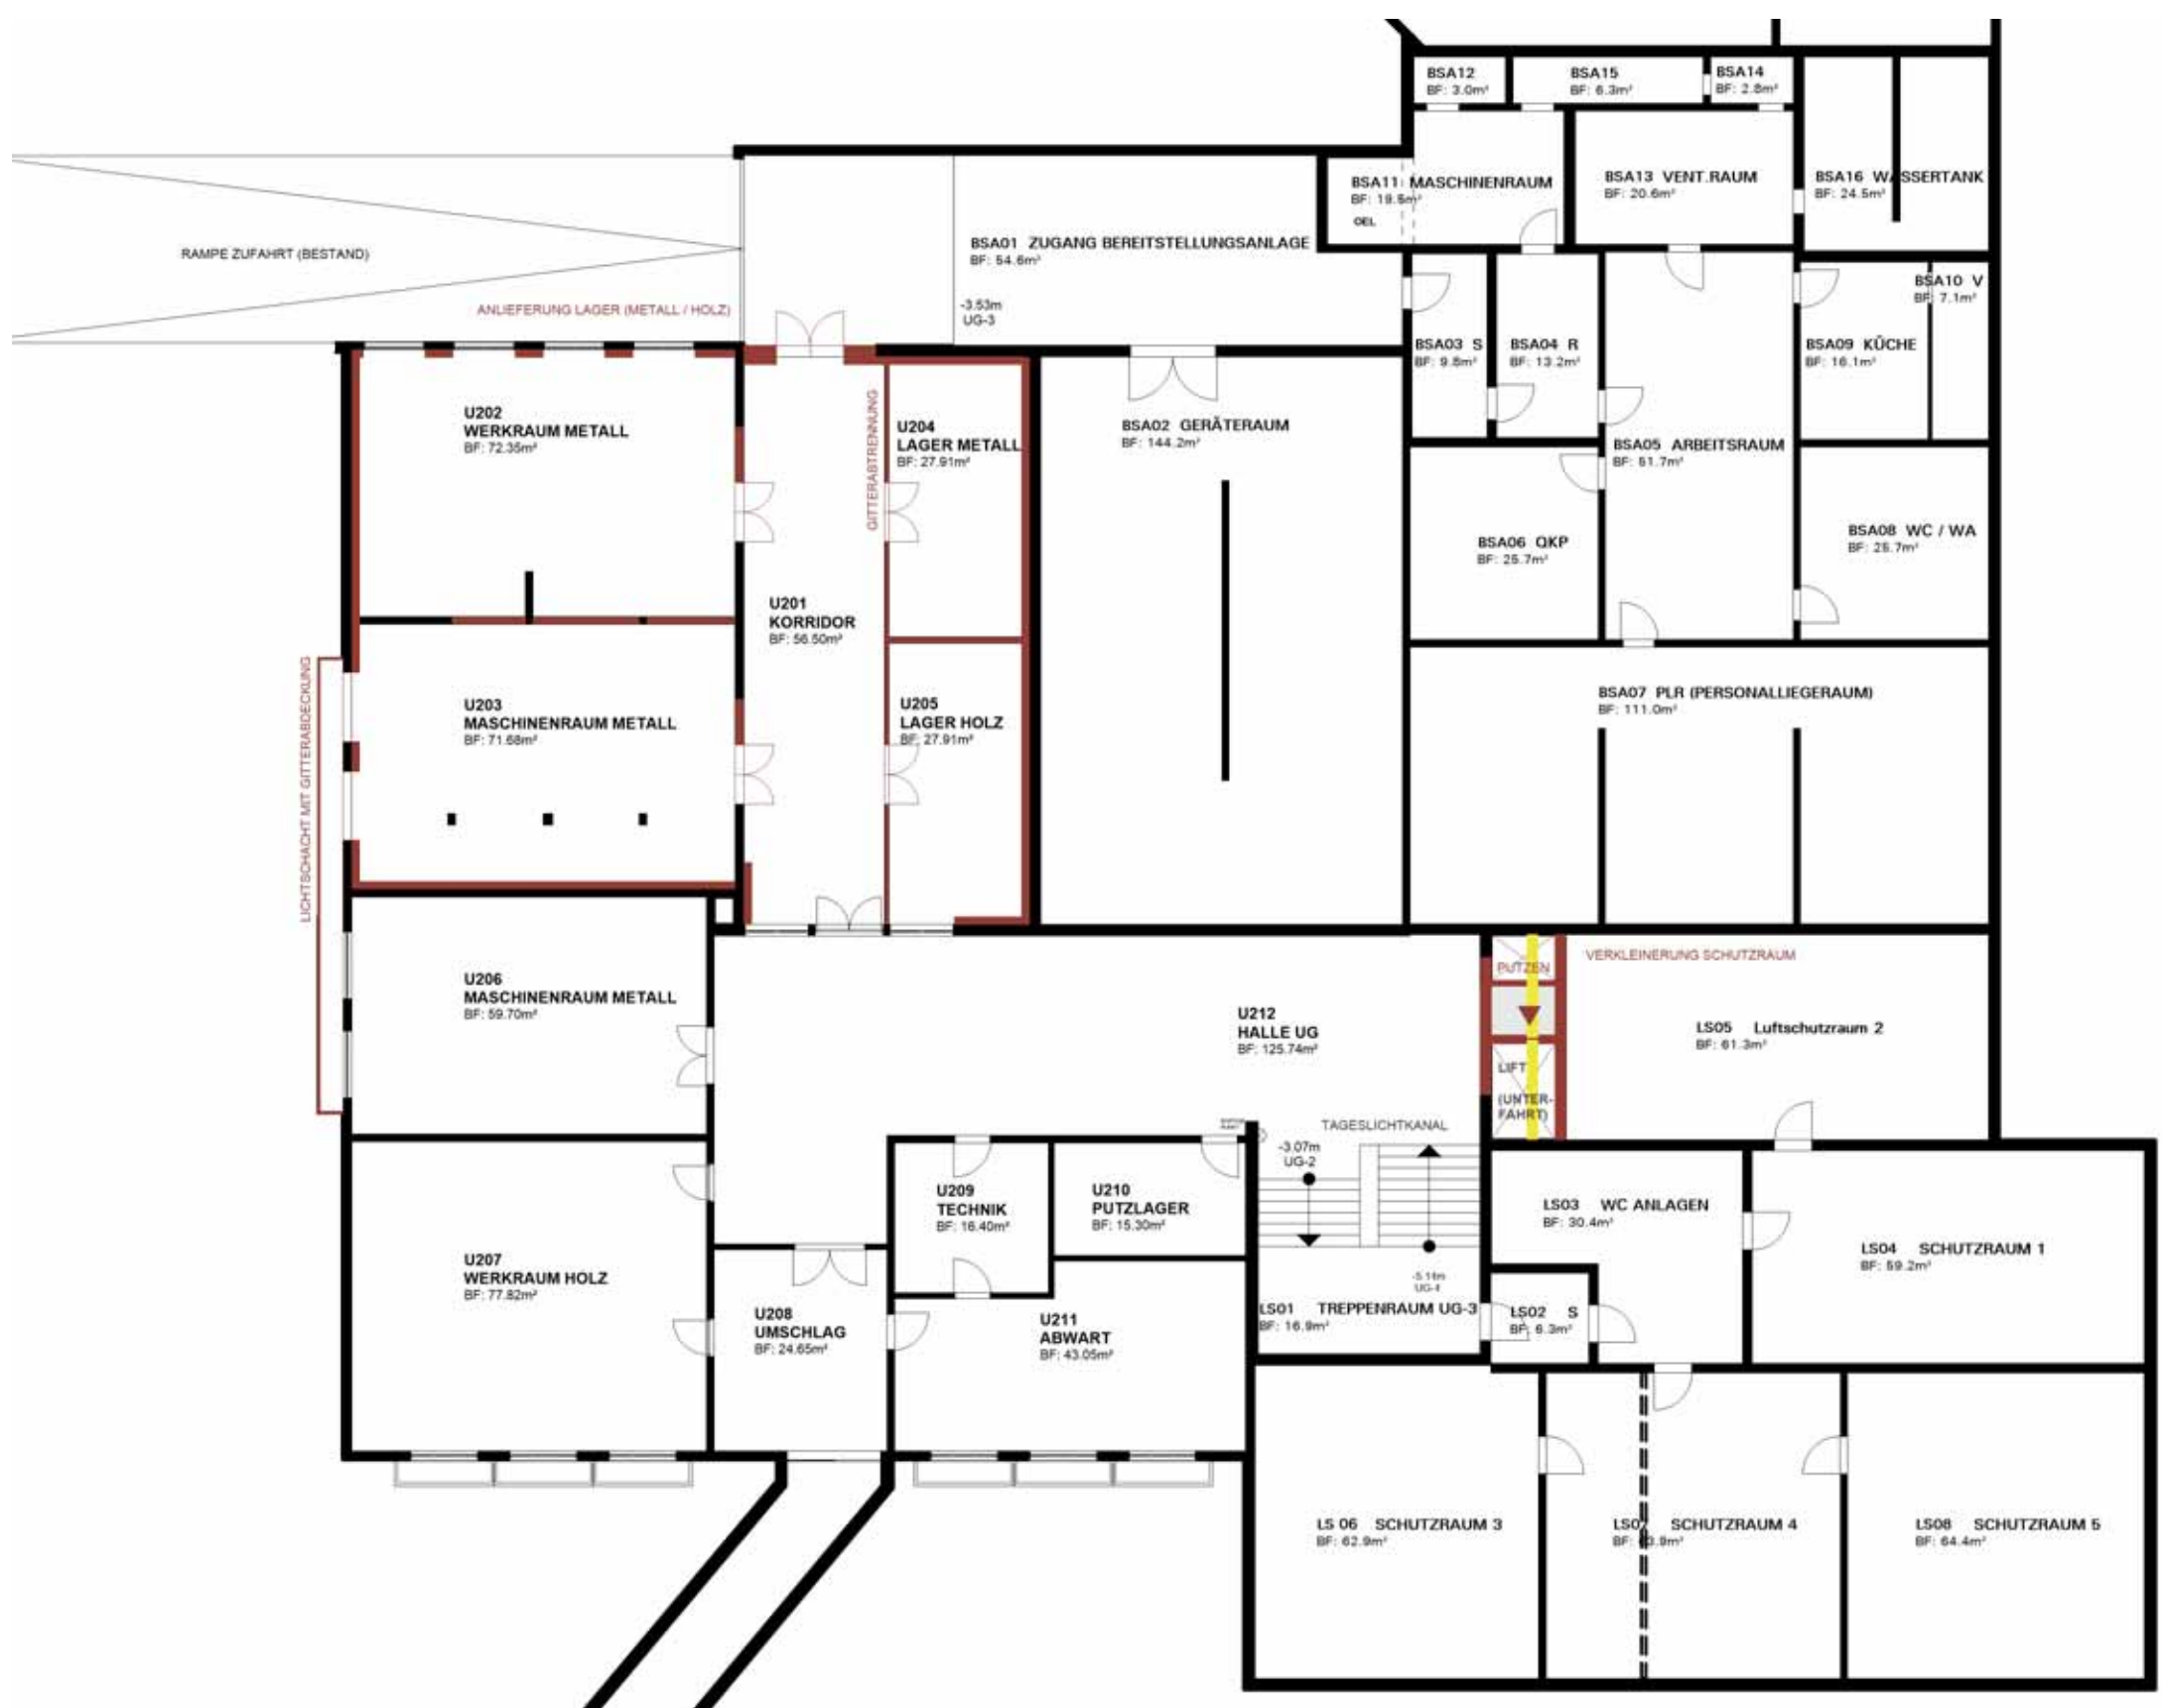 BSA12
BF: 3.0m²
BSA15
BF: 6.3m²
BSA14
BF: 2.8m²
BSA11 MASCHINENRAUM
BF: 19.5m²
OEL
BSA13 VENT.RAUM
BF: 20.6m²
BSA16 WASSERTANK
BF: 24.5m²
RAMPE ZUFAHRT (BESTAND)
BSA01 ZUGANG BEREITSTELLUNGSANLAGE
BF: 54.6m²
ANLIEFERUNG LAGER (METALL / HOLZ)
-3.53m
UG-3
BSA10 V
BF: 7.1m²
BSA03 S
BF: 9.8m²
BSA04 R
BF: 13.2m²
BSA09 KÜCHE
BF: 16.1m²
U202
WERKRAUM METALL
BF: 72.35m²
GITTERABTRENNUNG
U204
LAGER METALL
BF: 27.91m²
BSA02 GERÄTERAUM
BF: 144.2m²
BSA05 ARBEITSRAUM
BF: 51.7m²
BSA06 QKP
BF: 25.7m²
BSA08 WC / WA
BF: 25.7m²
U201
KORRIDOR
BF: 56.50m²
LICHTSCHACHT MIT GITTERABDECKUNG
U203
MASCHINENRAUM METALL
BF: 71.68m²
U205
LAGER HOLZ
BF: 27.91m²
BSA07 PLR (PERSONALLIEGERAUM)
BF: 111.0m²
U206
MASCHINENRAUM METALL
BF: 59.70m²
U212
HALLE UG
BF: 125.74m²
PUTZEN
VERKLEINERUNG SCHUTZRAUM
LS05 Luftschutzraum 2
BF: 61.3m²
LIFT
(UNTER-
FAHRT)
TAGESLICHTKANAL
-3.07m
UG-2
U209
TECHNIK
BF: 16.40m²
U210
PUTZLAGER
BF: 15.30m²
LS03 WC ANLAGEN
BF: 30.4m²
LS04 SCHUTZRAUM 1
BF: 59.2m²
U207
WERKRAUM HOLZ
BF: 77.82m²
U208
UMSCHLAG
BF: 24.65m²
U211
ABWART
BF: 43.05m²
LS01 TREPPENRAUM UG-3
BF: 16.9m²
LS02 S
BF: 6.3m²
LS 06 SCHUTZRAUM 3
BF: 62.9m²
LS07 SCHUTZRAUM 4
BF:
LS08 SCHUTZRAUM 5
BF: 64.4m²